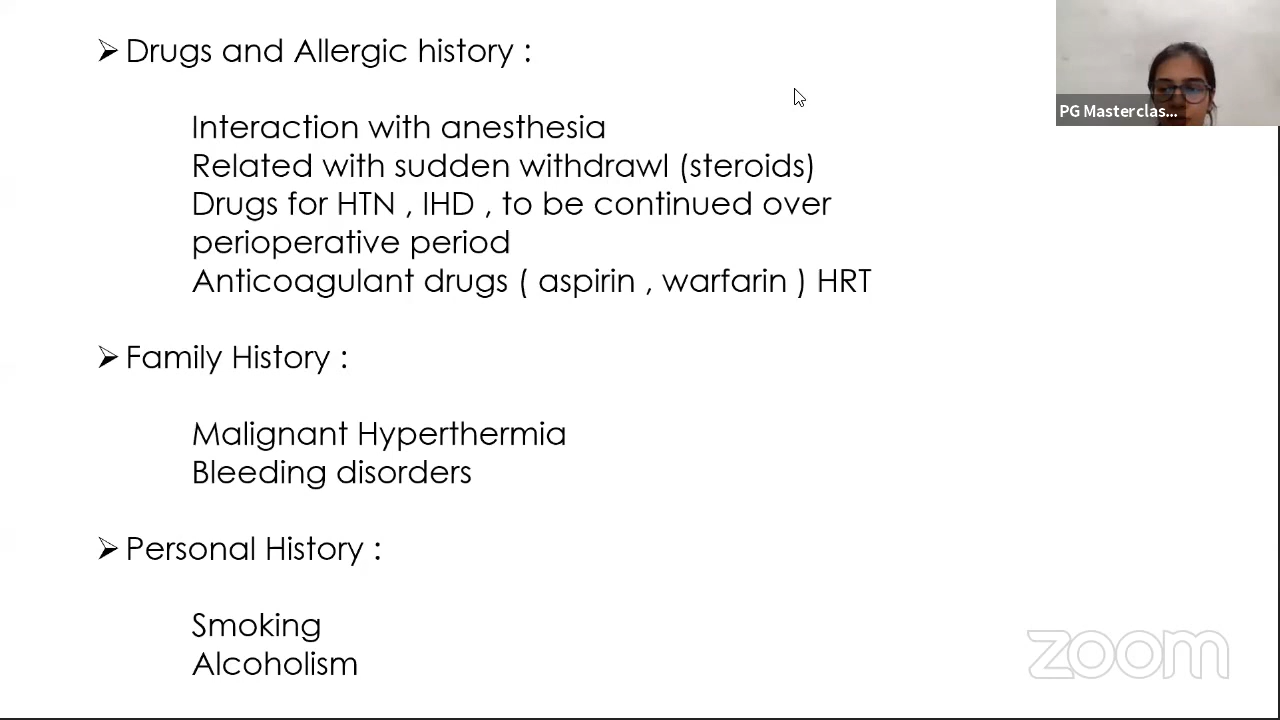 ➢ Drugs and Allergic history :
Interaction with anesthesia
Related with sudden withdrawl (steroids)
Drugs for HTN , IHD , to be continued over
perioperative period
Anticoagulant drugs ( aspirin , warfarin ) HRT
➢ Family History :
Malignant Hyperthermia
Bleeding disorders
➢ Personal History :
Smoking
Alcoholism
PG Masterclas...
zoom